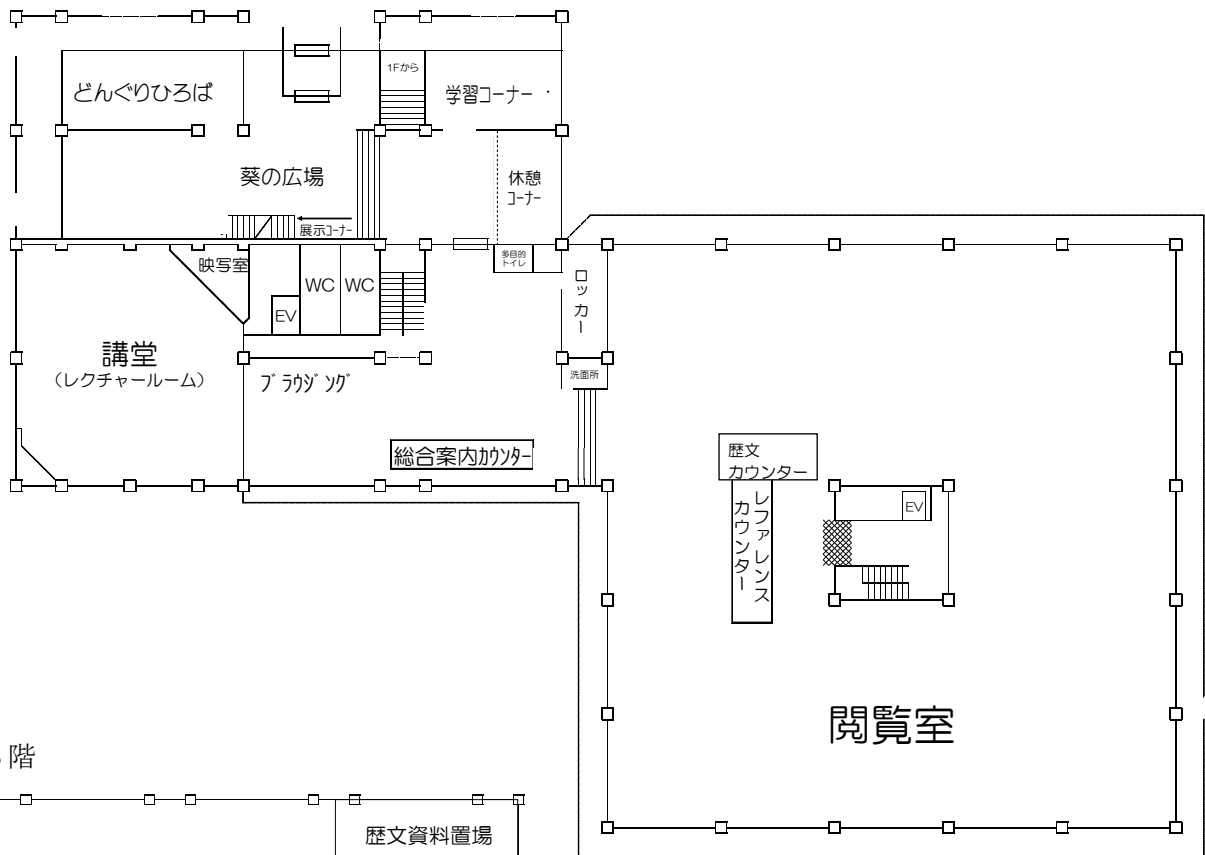 1Fから
どんぐりひろば
学習コーナー
葵の広場
休憩
ｺｰﾅｰ
展示ｺｰﾅｰ
多目的
トイレ
映写室
WC
WC
EV
ロッカー
講堂
（レクチャールーム）
ﾌﾞﾗｳｼﾞﾝｸﾞ
洗面所
総合案内ｶｳﾝﾀｰ
歴文
カウンター
レファレンス
カウンター
EV
閲覧室
階
歴文資料置場